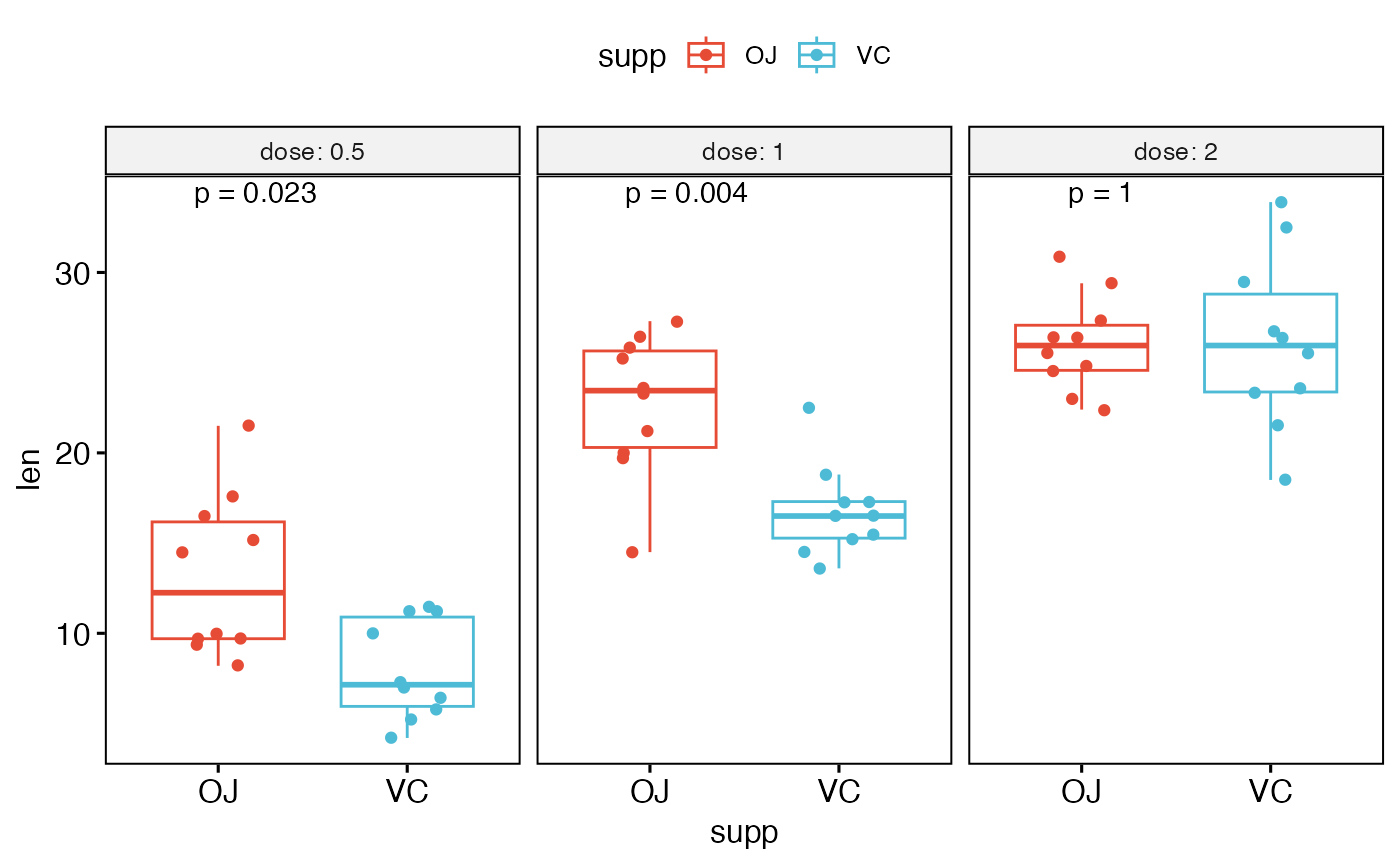 supp OJ VC
dose: 0.5 dose: 1 dose: 2
p = 0.023 p = 0.004 p = 1
30
20
10
len
OJ VC OJ VC OJ VC
supp